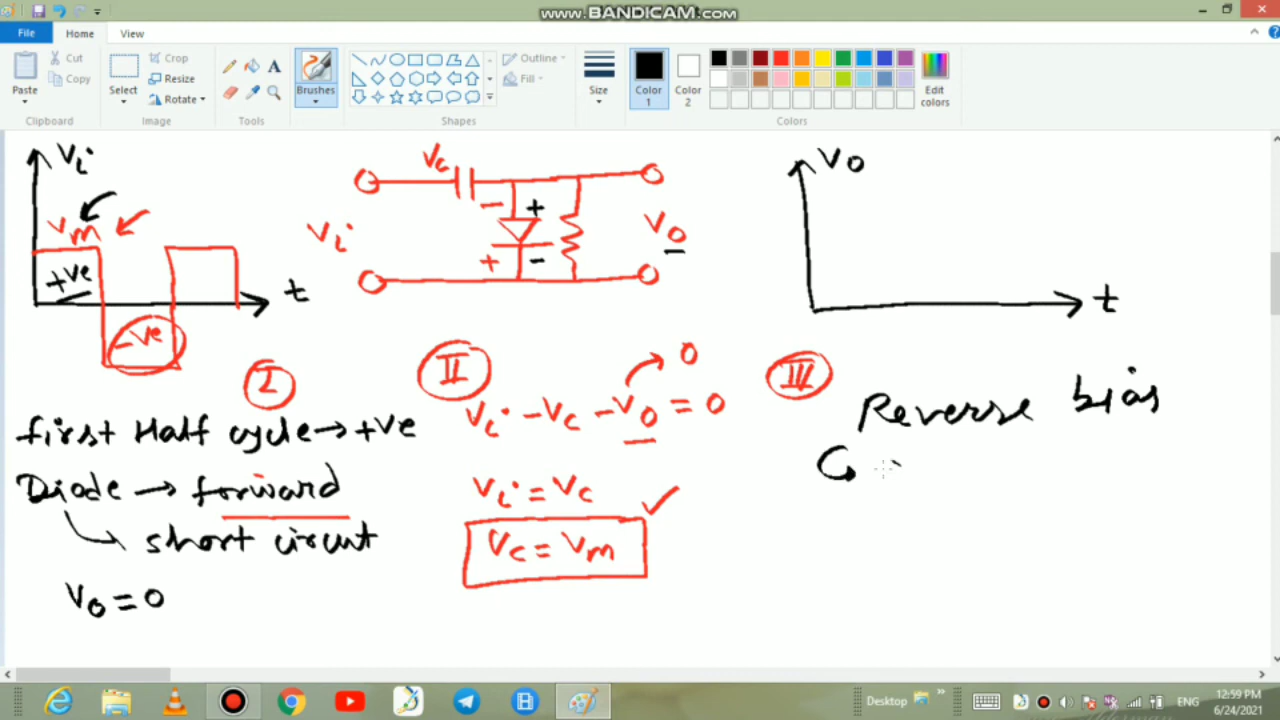 www.BANDICAM.com
File Home View
Paste Cut Copy Clipboard
Select Crop Resize Rotate Image
Tools
Brushes
Shapes Outline Fill
Size
Color 1 Color 2 Edit colors Colors
Vi
Vm
+ve
-ve
t
Vc
Vi
- +
+ -
Vo
Vo
t
I
First Half cycle → +ve
Diode → forward
short circuit
Vo = 0
II
Vi - Vc - Vo = 0
0
Vi = Vc
Vc = Vm
III
Reverse bias
Desktop
ENG
12:59 PM
6/24/2021